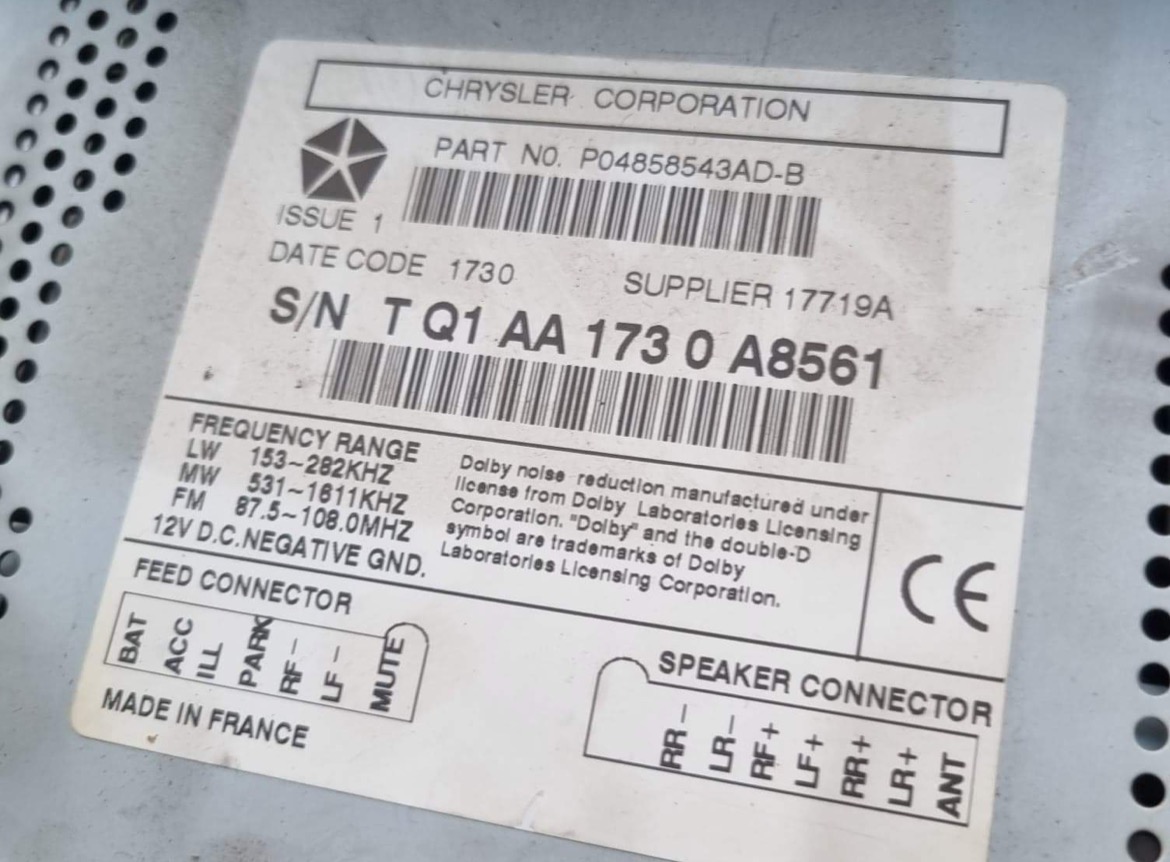 CHRYSLER CORPORATION
PART NO. P04858543AD-B
ISSUE 1
DATE CODE 1730 SUPPLIER 17719A
S/N T Q1 AA 173 0 A8561
FREQUENCY RANGE
LW 153~282KHZ
MW 531~1611KHZ
FM 87.5~108.0MHZ
12V D.C.NEGATIVE GND.
Dolby noise reduction manufactured under
license from Dolby Laboratories Licensing
Corporation. "Dolby" and the double-D
symbol are trademarks of Dolby
Laboratories Licensing Corporation.
CE
FEED CONNECTOR
BAT
ACC
ILL
PARK
RF-
LF-
MUTE
MADE IN FRANCE
SPEAKER CONNECTOR
RR-
LR-
RF+
LF+
RR+
LR+
ANT